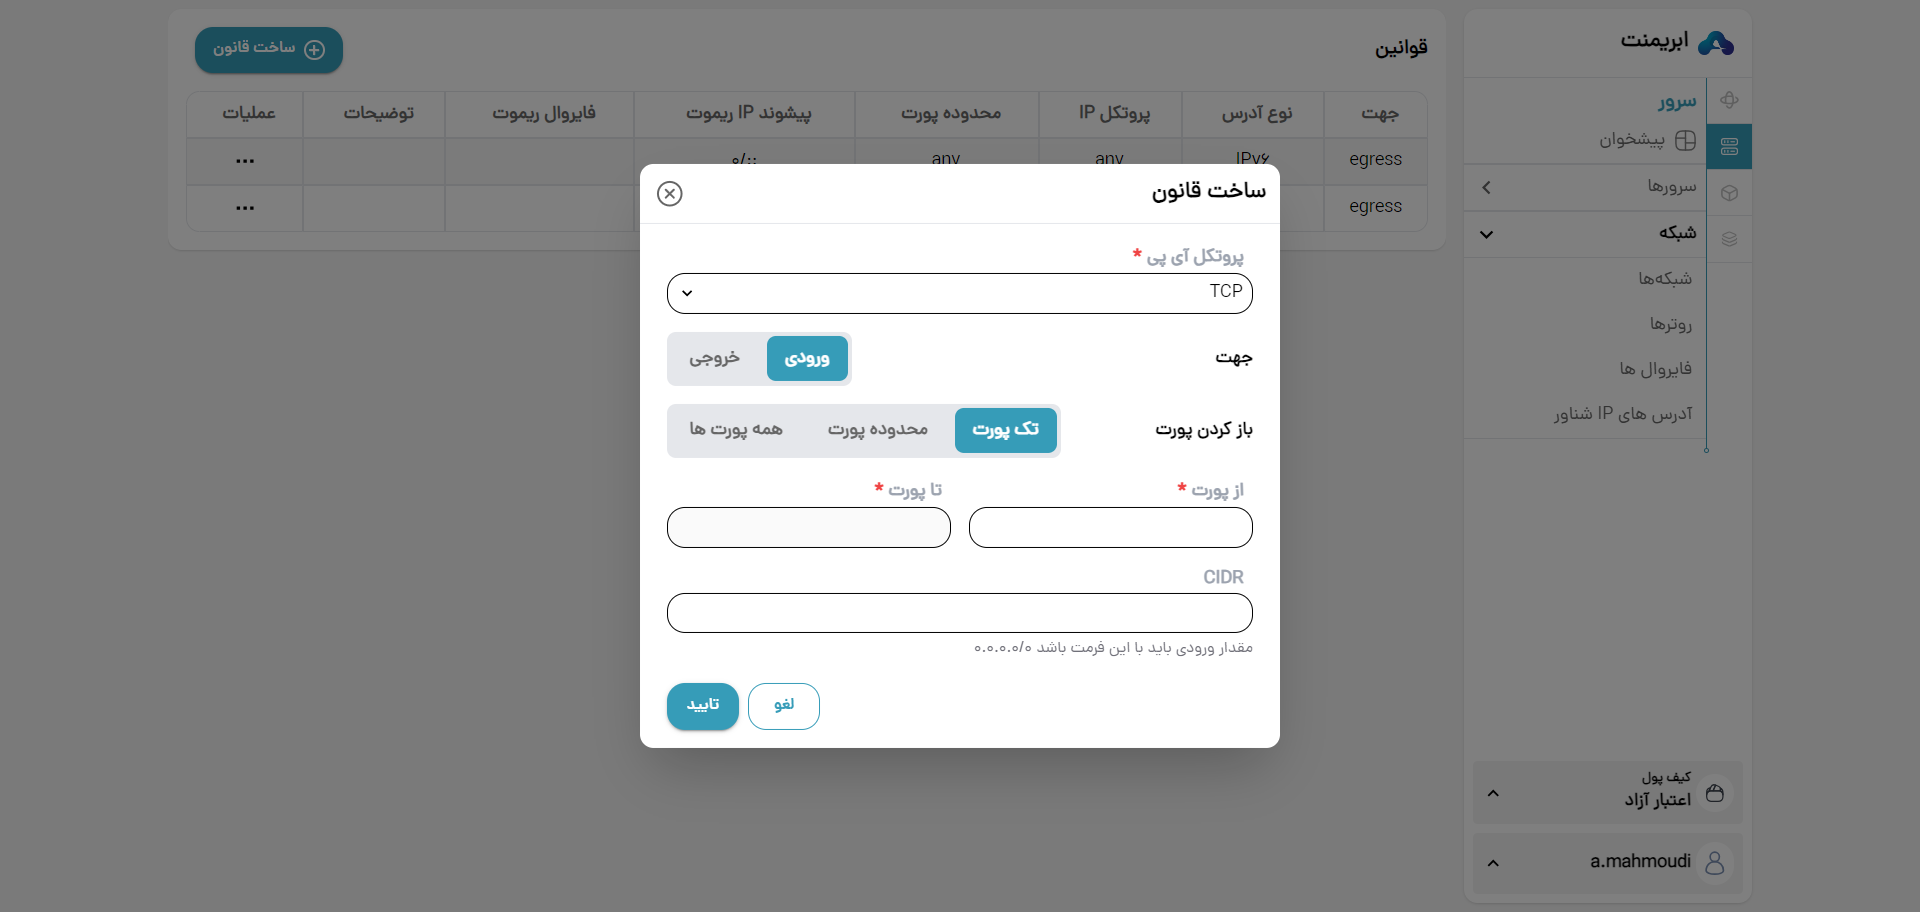 ابریمنت
سرور
پیشخوان
سرورها
شبکه
شبکه‌ها
روترها
فایروال ها
آدرس های IP شناور
کیف پول
اعتبار آزاد
a.mahmoudi
قوانین
ساخت قانون
جهت نوع آدرس پروتکل IP محدوده پورت پیشوند IP ریموت فایروال ریموت توضیحات عملیات
egress IPv۶ any any ::/۰
egress
ساخت قانون
پروتکل آی پی *
TCP
جهت ورودی خروجی
باز کردن پورت تک پورت محدوده پورت همه پورت ها
از پورت * تا پورت *
CIDR
مقدار ورودی باید با این فرمت باشد ۰.۰.۰.۰/۰
لغو تایید